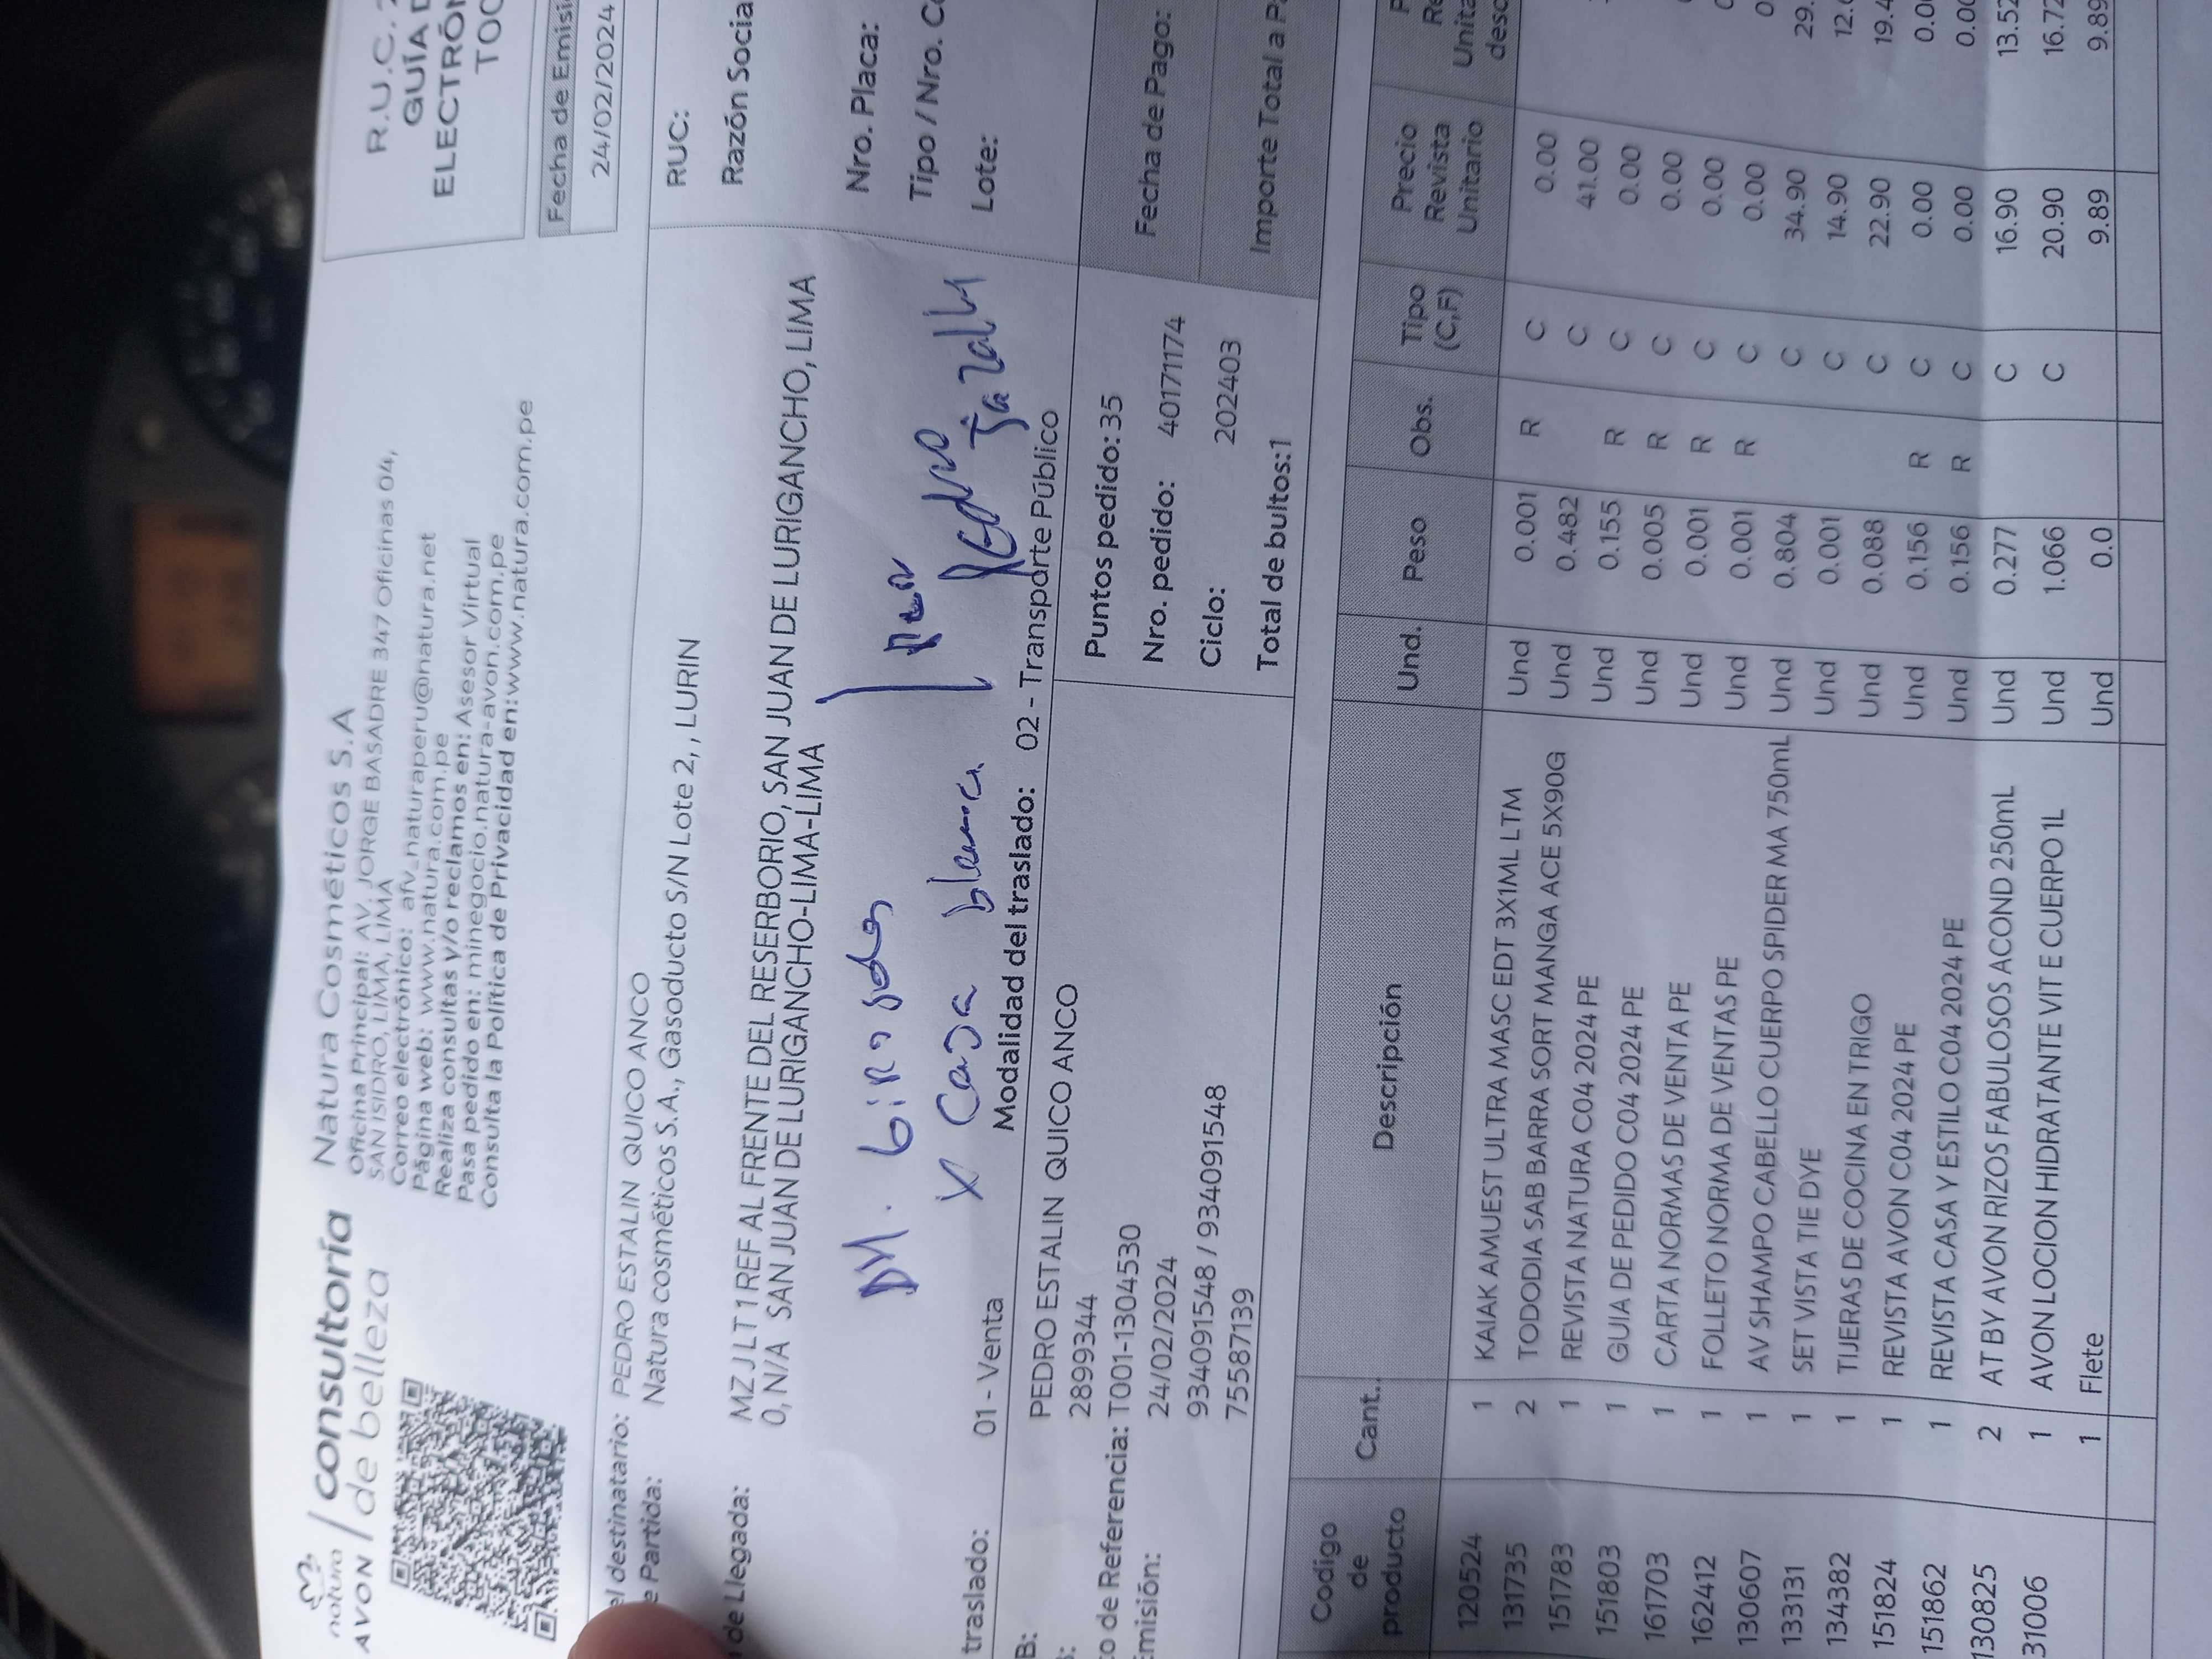 natura
AVON
consultoría
de belleza
Natura Cosméticos S.A
Oficina Principal: AV. JORGE BASADRE 347 Oficinas 04,
SAN ISIDRO, LIMA, LIMA
Correo electrónico: afv_naturaperu@natura.net
Página web: www.natura.com.pe
Realiza consultas y/o reclamos en: Asesor Virtual
Pasa pedido en: minegocio.natura-avon.com.pe
Consulta la Política de Privacidad en:www.natura.com.pe
R.U.C.
GUÍA
ELECTRÓN
Fecha de Emisi
24/02/2024
el destinatario: PEDRO ESTALIN QUICO ANCO
e Partida: Natura cosméticos S.A., Gasoducto S/N Lote 2, , LURIN
RUC:
Razón Socia
de Llegada: MZ J LT 1 REF AL FRENTE DEL RESERBORIO, SAN JUAN DE LURIGANCHO, LIMA
0, N/A SAN JUAN DE LURIGANCHO-LIMA-LIMA
Nro. Placa:
Tipo / Nro. C
Lote:
Girasoles
x Casa blanca
Pedro
traslado: 01 - Venta
Modalidad del traslado: 02 - Transporte Público
B: PEDRO ESTALIN QUICO ANCO
2899344
to de Referencia: T001-1304530
Emisión: 24/02/2024
934091548 / 934091548
75587139
Puntos pedido: 35
Nro. pedido: 40171174
Ciclo: 202403
Total de bultos:1
Fecha de Pago:
Importe Total a P
Codigo de producto Cant.. Descripción Und. Peso Obs. Tipo (C,F) Precio Revista Unitario
120524 1 KAIAK AMUEST ULTRA MASC EDT 3X1ML LTM Und 0.001 R C 0.00
131735 2 TODODIA SAB BARRA SORT MANGA ACE 5X90G Und 0.482 C 41.00
151783 1 REVISTA NATURA C04 2024 PE Und 0.155 R C 0.00
151803 1 GUIA DE PEDIDO C04 2024 PE Und 0.005 R C 0.00
161703 1 CARTA NORMAS DE VENTA PE Und 0.001 R C 0.00
162412 1 FOLLETO NORMA DE VENTAS PE Und 0.001 R C 0.00
130607 1 AV SHAMPO CABELLO CUERPO SPIDER MA 750mL Und 0.804 C 34.90 29.
133131 1 SET VISTA TIE DYE Und 0.001 C 14.90 12.
134382 1 TIJERAS DE COCINA EN TRIGO Und 0.088 C 22.90 19.4
151824 1 REVISTA AVON C04 2024 PE Und 0.156 R C 0.00 0.00
151862 1 REVISTA CASA Y ESTILO C04 2024 PE Und 0.156 R C 0.00 0.00
130825 2 AT BY AVON RIZOS FABULOSOS ACOND 250mL Und 0.277 C 16.90 13.52
31006 1 AVON LOCION HIDRATANTE VIT E CUERPO 1L Und 1.066 C 20.90 16.72
1 Flete Und 0.0 9.89 9.89